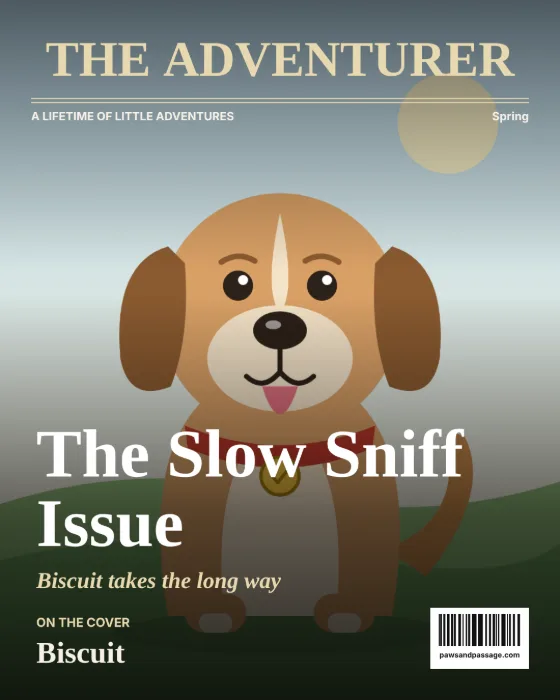 THE ADVENTURER
A LIFETIME OF LITTLE ADVENTURES
Spring
The Slow Sniff
Issue
Biscuit takes the long way
ON THE COVER
Biscuit
pawsandpassage.com